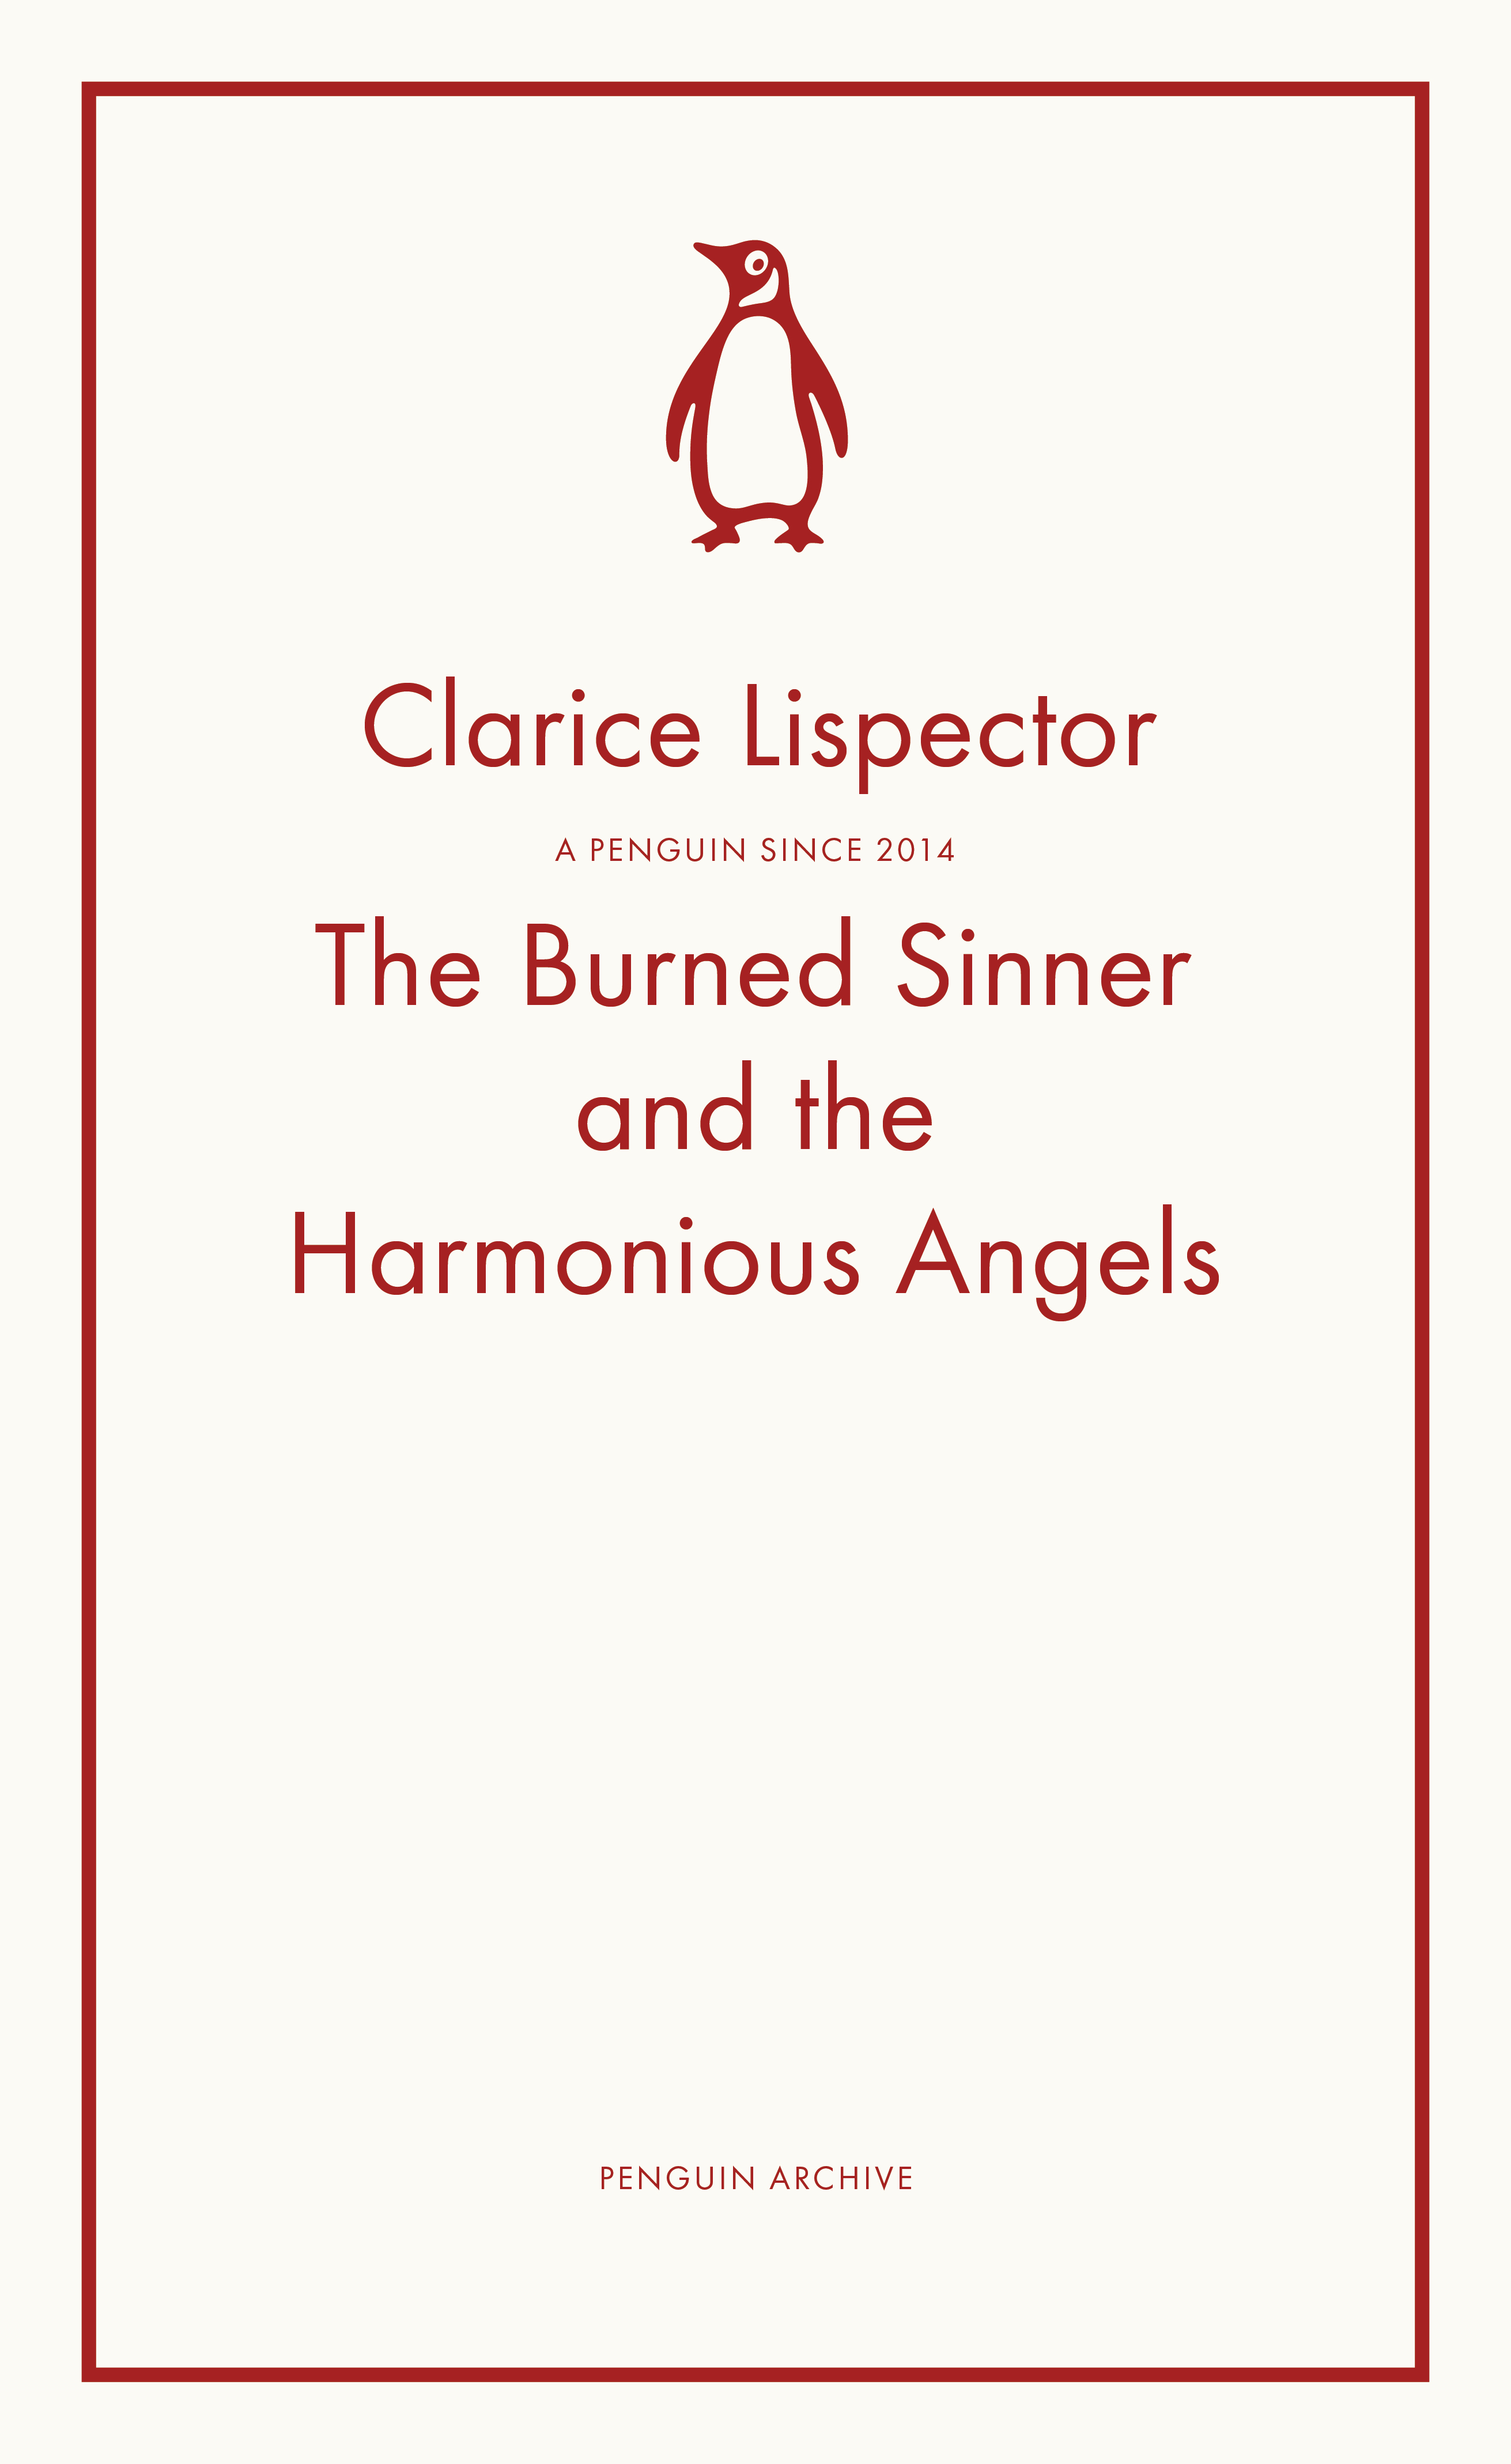 Clarice Lispector
A PENGUIN SINCE 2014
The Burned Sinner
and the
Harmonious Angels
PENGUIN ARCHIVE